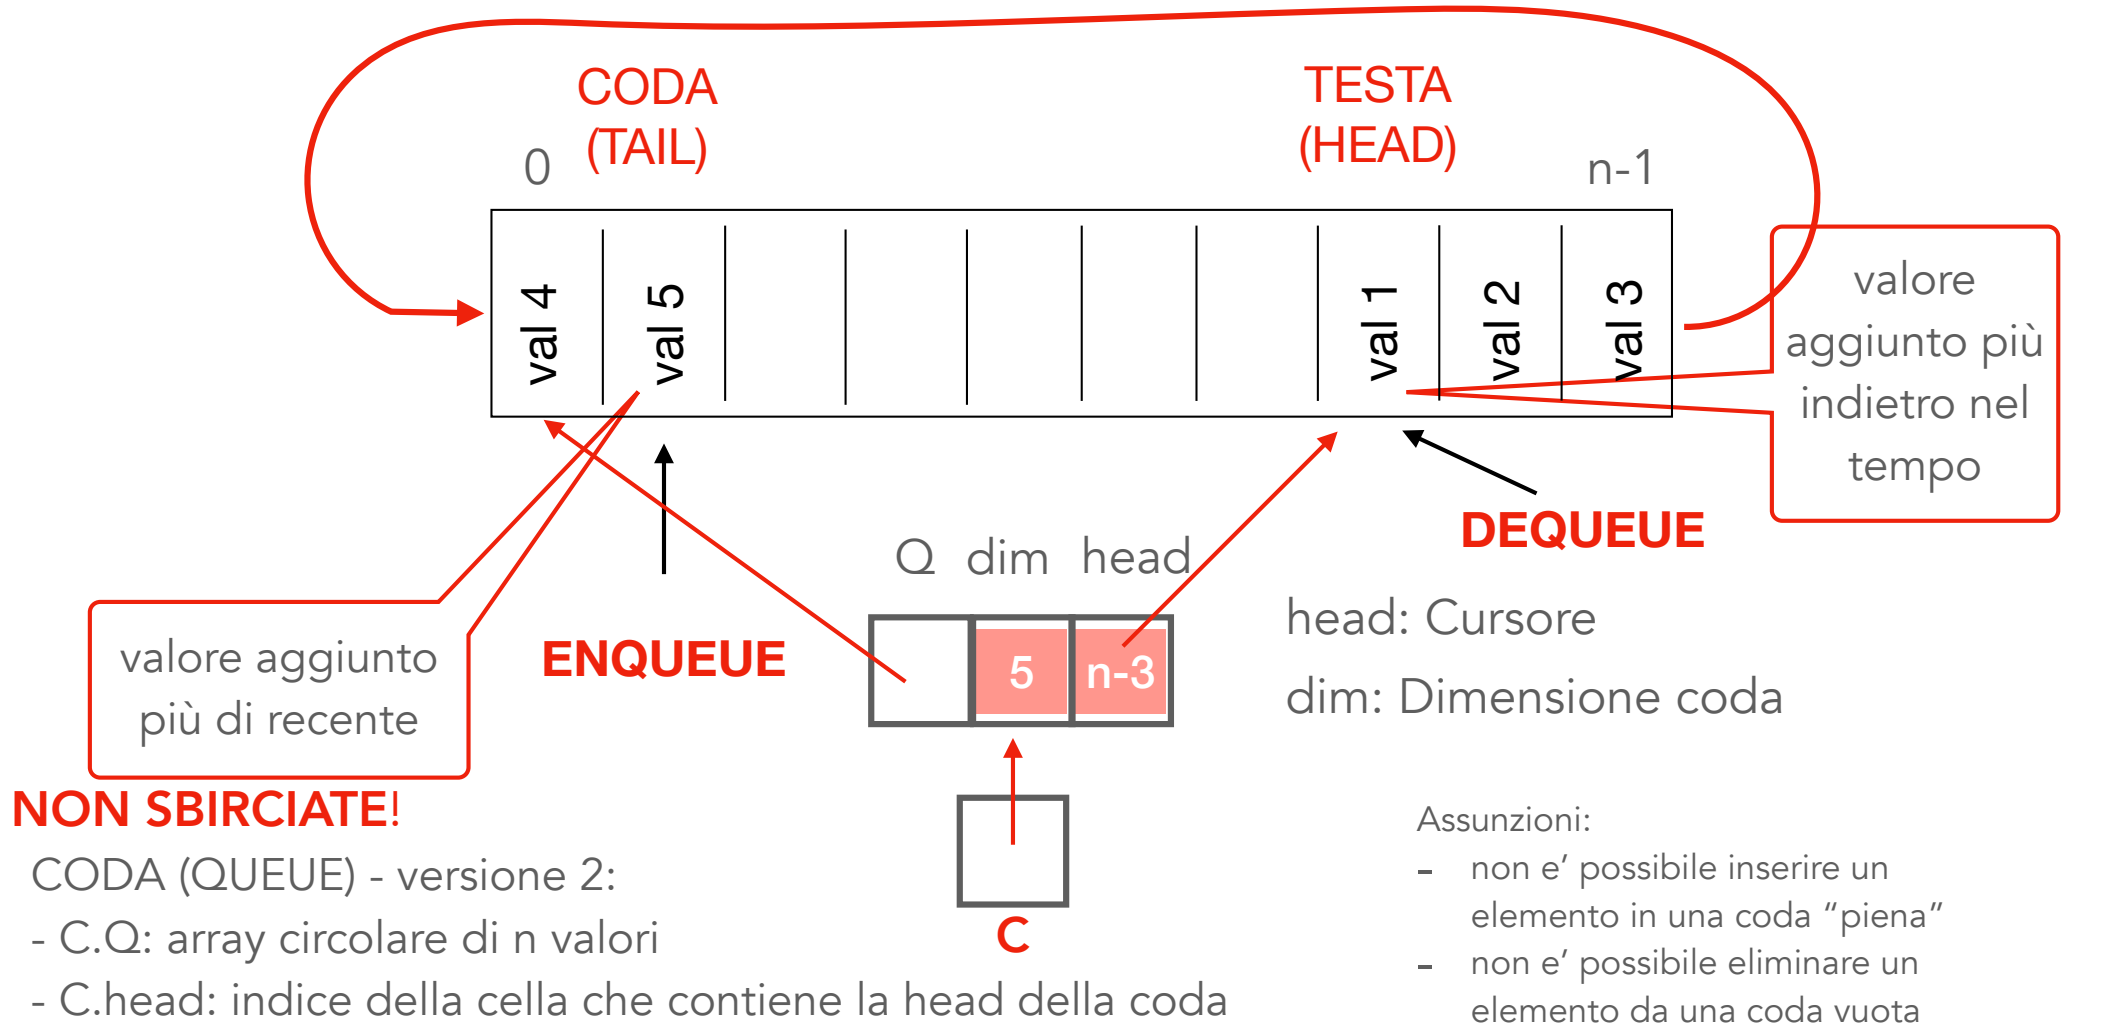 CODA
(TAIL)
TESTA
(HEAD)
0
n-1
val 4
val 5
val 1
val 2
val 3
valore
aggiunto più
indietro nel
tempo
DEQUEUE
Q dim head
5
n-3
ENQUEUE
valore aggiunto
più di recente
head: Cursore
dim: Dimensione coda
C
NON SBIRCIATE!
CODA (QUEUE) - versione 2:
- C.Q: array circolare di n valori
- C.head: indice della cella che contiene la head della coda
Assunzioni:
- non e’ possibile inserire un
elemento in una coda “piena”
- non e’ possibile eliminare un
elemento da una coda vuota